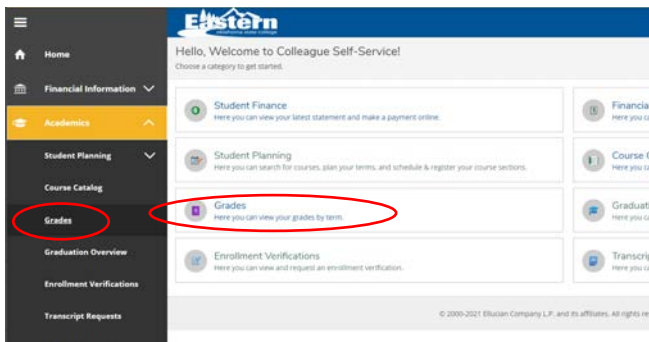 Eastern
oklahoma state college
Home
Financial Information
Academics
Student Planning
Course Catalog
Grades
Graduation Overview
Enrollment Verifications
Transcript Requests
Hello, Welcome to Colleague Self-Service!
Choose a category to get started.
Student Finance
Here you can view your latest statement and make a payment online.
Student Planning
Here you can search for courses, plan your terms, and schedule & register your course sections.
Grades
Here you can view your grades by term.
Enrollment Verifications
Here you can view and request an enrollment verification.
Financia
Here you ca
Course
Here you ca
Graduati
Here you ca
Transcrip
Here you ca
© 2000-2021 Ellucian Company L.P. and its affiliates. All rights re